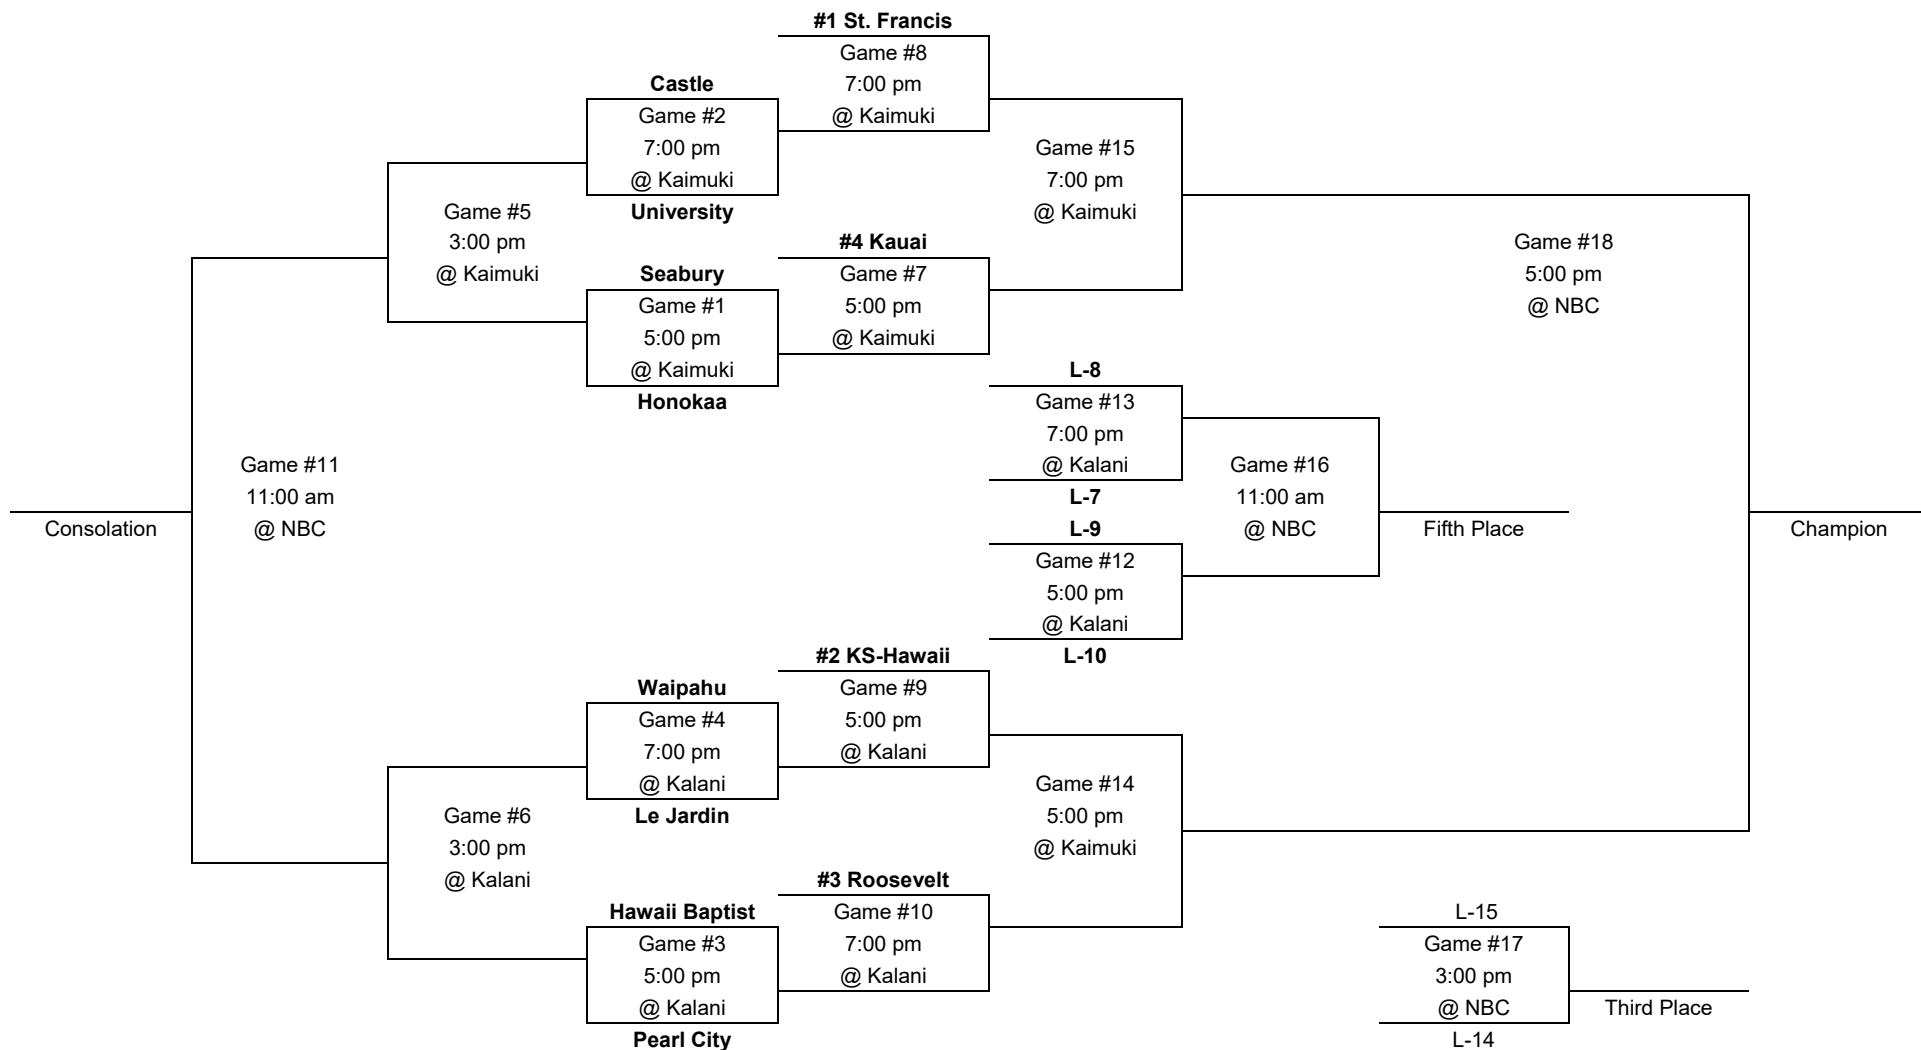 #1 St. Francis
Game #8
7:00 pm
@ Kaimuki
Castle
Game #2
7:00 pm
@ Kaimuki
University
Game #15
7:00 pm
@ Kaimuki
Game #5
3:00 pm
@ Kaimuki
#4 Kauai
Game #7
5:00 pm
@ Kaimuki
Seabury
Game #1
5:00 pm
@ Kaimuki
Honokaa
Game #18
5:00 pm
@ NBC
L-8
Game #13
7:00 pm
@ Kalani
L-7
Game #11
11:00 am
@ NBC
Consolation
Game #16
11:00 am
@ NBC
Fifth Place
Champion
L-9
Game #12
5:00 pm
@ Kalani
L-10
#2 KS-Hawaii
Game #9
5:00 pm
@ Kalani
Waipahu
Game #4
7:00 pm
@ Kalani
Le Jardin
Game #14
5:00 pm
@ Kaimuki
Game #6
3:00 pm
@ Kalani
#3 Roosevelt
Game #10
7:00 pm
@ Kalani
Hawaii Baptist
Game #3
5:00 pm
@ Kalani
Pearl City
L-15
Game #17
3:00 pm
@ NBC
Third Place
L-14